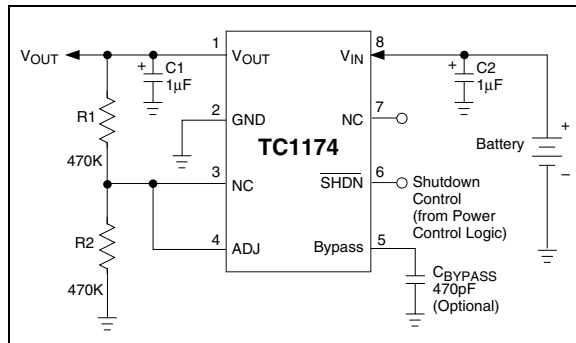 1
8
VOUT
+
C1
1µF
VOUT
VIN
+
C2
1µF
R1
470K
2
GND
NC
7
TC1174
Battery
+
−
3
NC
SHDN
6
Shutdown
Control
(from Power
Control Logic)
R2
470K
4
ADJ
Bypass
5
CBYPASS
470pF
(Optional)